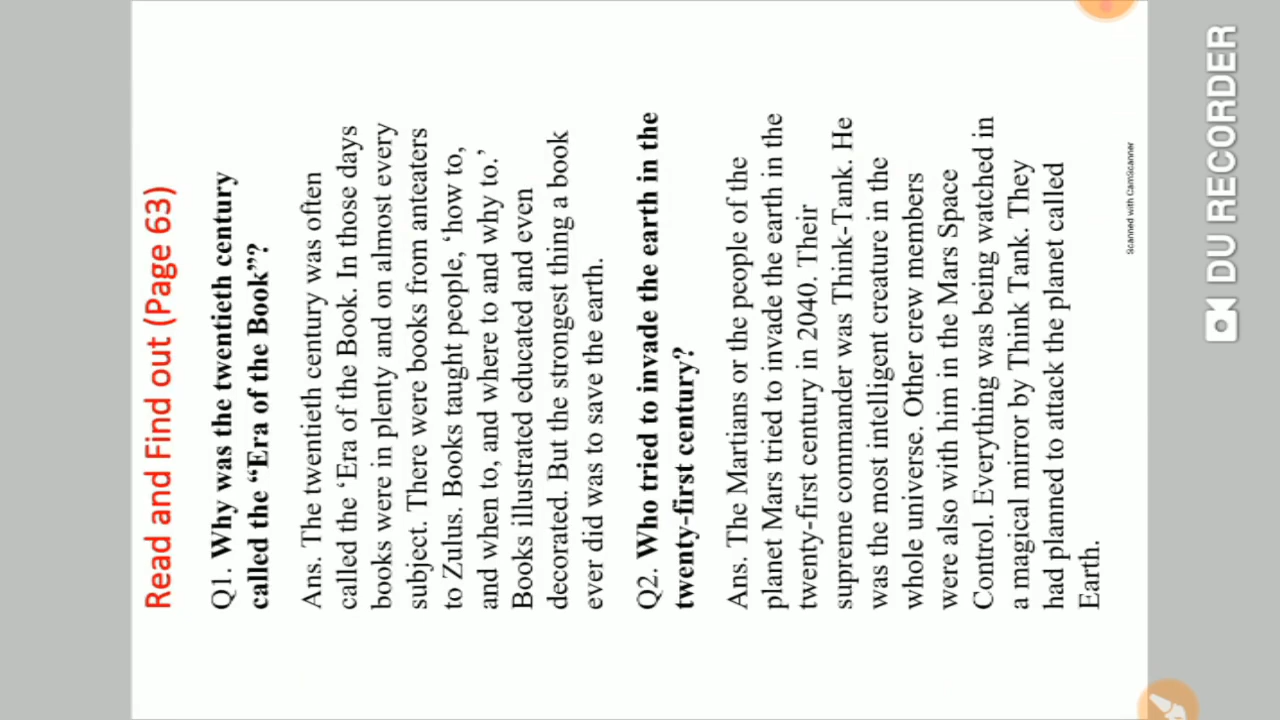 Read and Find out (Page 63)
Q1. Why was the twentieth century
called the “Era of the Book”?
Ans. The twentieth century was often
called the ‘Era of the Book. In those days
books were in plenty and on almost every
subject. There were books from anteaters
to Zulus. Books taught people, ‘how to,
and when to, and where to and why to.’
Books illustrated educated and even
decorated. But the strongest thing a book
ever did was to save the earth.
Q2. Who tried to invade the earth in the
twenty-first century?
Ans. The Martians or the people of the
planet Mars tried to invade the earth in the
twenty-first century in 2040. Their
supreme commander was Think-Tank. He
was the most intelligent creature in the
whole universe. Other crew members
were also with him in the Mars Space
Control. Everything was being watched in
a magical mirror by Think Tank. They
had planned to attack the planet called
Earth.
Scanned with CamScanner
DU RECORDER